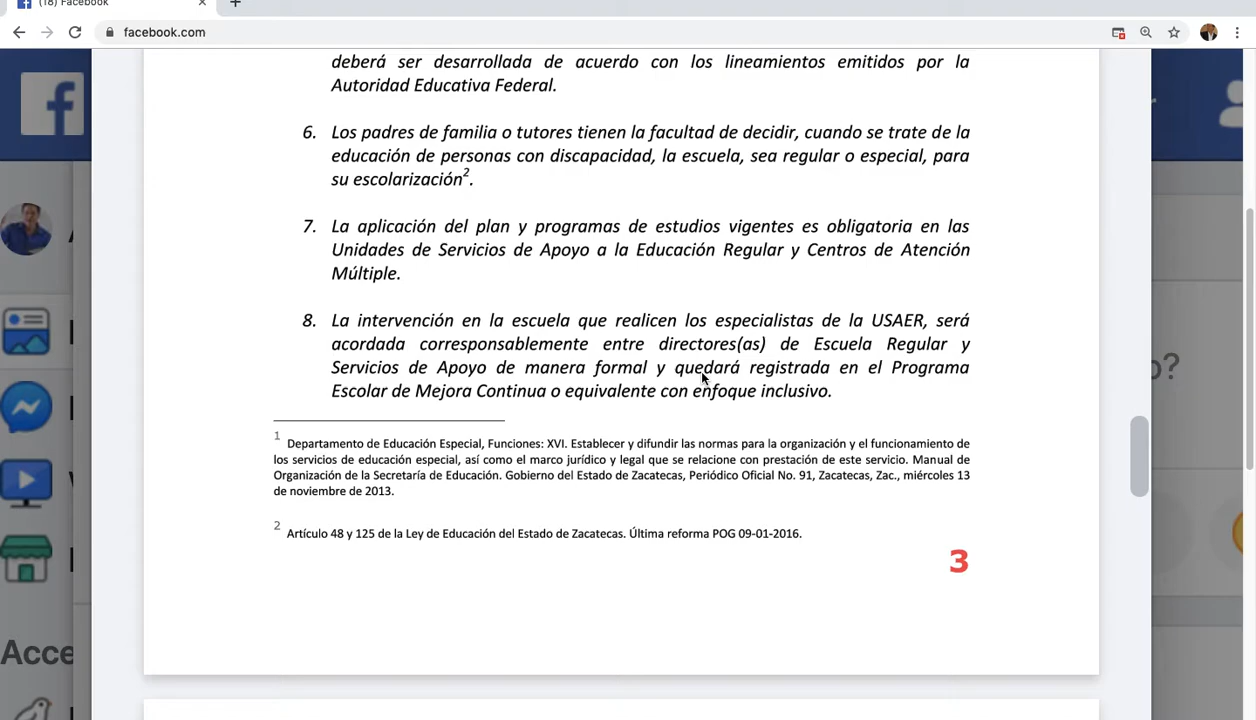 (18) Facebook
facebook.com
deberá ser desarrollada de acuerdo con los lineamientos emitidos por la
Autoridad Educativa Federal.
6. Los padres de familia o tutores tienen la facultad de decidir, cuando se trate de la
educación de personas con discapacidad, la escuela, sea regular o especial, para
su escolarización2.
7. La aplicación del plan y programas de estudios vigentes es obligatoria en las
Unidades de Servicios de Apoyo a la Educación Regular y Centros de Atención
Múltiple.
8. La intervención en la escuela que realicen los especialistas de la USAER, será
acordada corresponsablemente entre directores(as) de Escuela Regular y
Servicios de Apoyo de manera formal y quedará registrada en el Programa
Escolar de Mejora Continua o equivalente con enfoque inclusivo.
1 Departamento de Educación Especial, Funciones: XVI. Establecer y difundir las normas para la organización y el funcionamiento de
los servicios de educación especial, así como el marco jurídico y legal que se relacione con prestación de este servicio. Manual de
Organización de la Secretaría de Educación. Gobierno del Estado de Zacatecas, Periódico Oficial No. 91, Zacatecas, Zac., miércoles 13
de noviembre de 2013.
2 Artículo 48 y 125 de la Ley de Educación del Estado de Zacatecas. Última reforma POG 09-01-2016.
3
o?
Acce